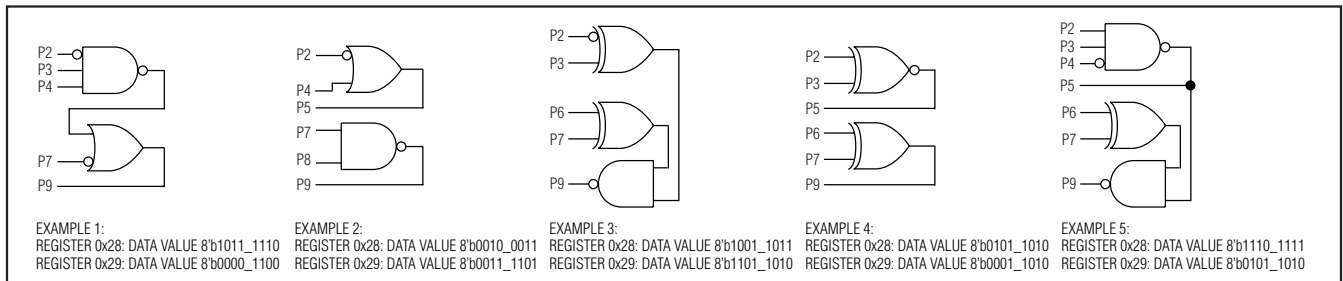 P2
P3
P4
P7
P9
EXAMPLE 1:
REGISTER 0x28: DATA VALUE 8'b1011_1110
REGISTER 0x29: DATA VALUE 8'b0000_1100
P2
P4
P5
P7
P8
P9
EXAMPLE 2:
REGISTER 0x28: DATA VALUE 8'b0010_0011
REGISTER 0x29: DATA VALUE 8'b0011_1101
P2
P3
P6
P7
P9
EXAMPLE 3:
REGISTER 0x28: DATA VALUE 8'b1001_1011
REGISTER 0x29: DATA VALUE 8'b1101_1010
P2
P3
P5
P6
P7
P9
EXAMPLE 4:
REGISTER 0x28: DATA VALUE 8'b0101_1010
REGISTER 0x29: DATA VALUE 8'b0001_1010
P2
P3
P4
P5
P6
P7
P9
EXAMPLE 5:
REGISTER 0x28: DATA VALUE 8'b1110_1111
REGISTER 0x29: DATA VALUE 8'b0101_1010